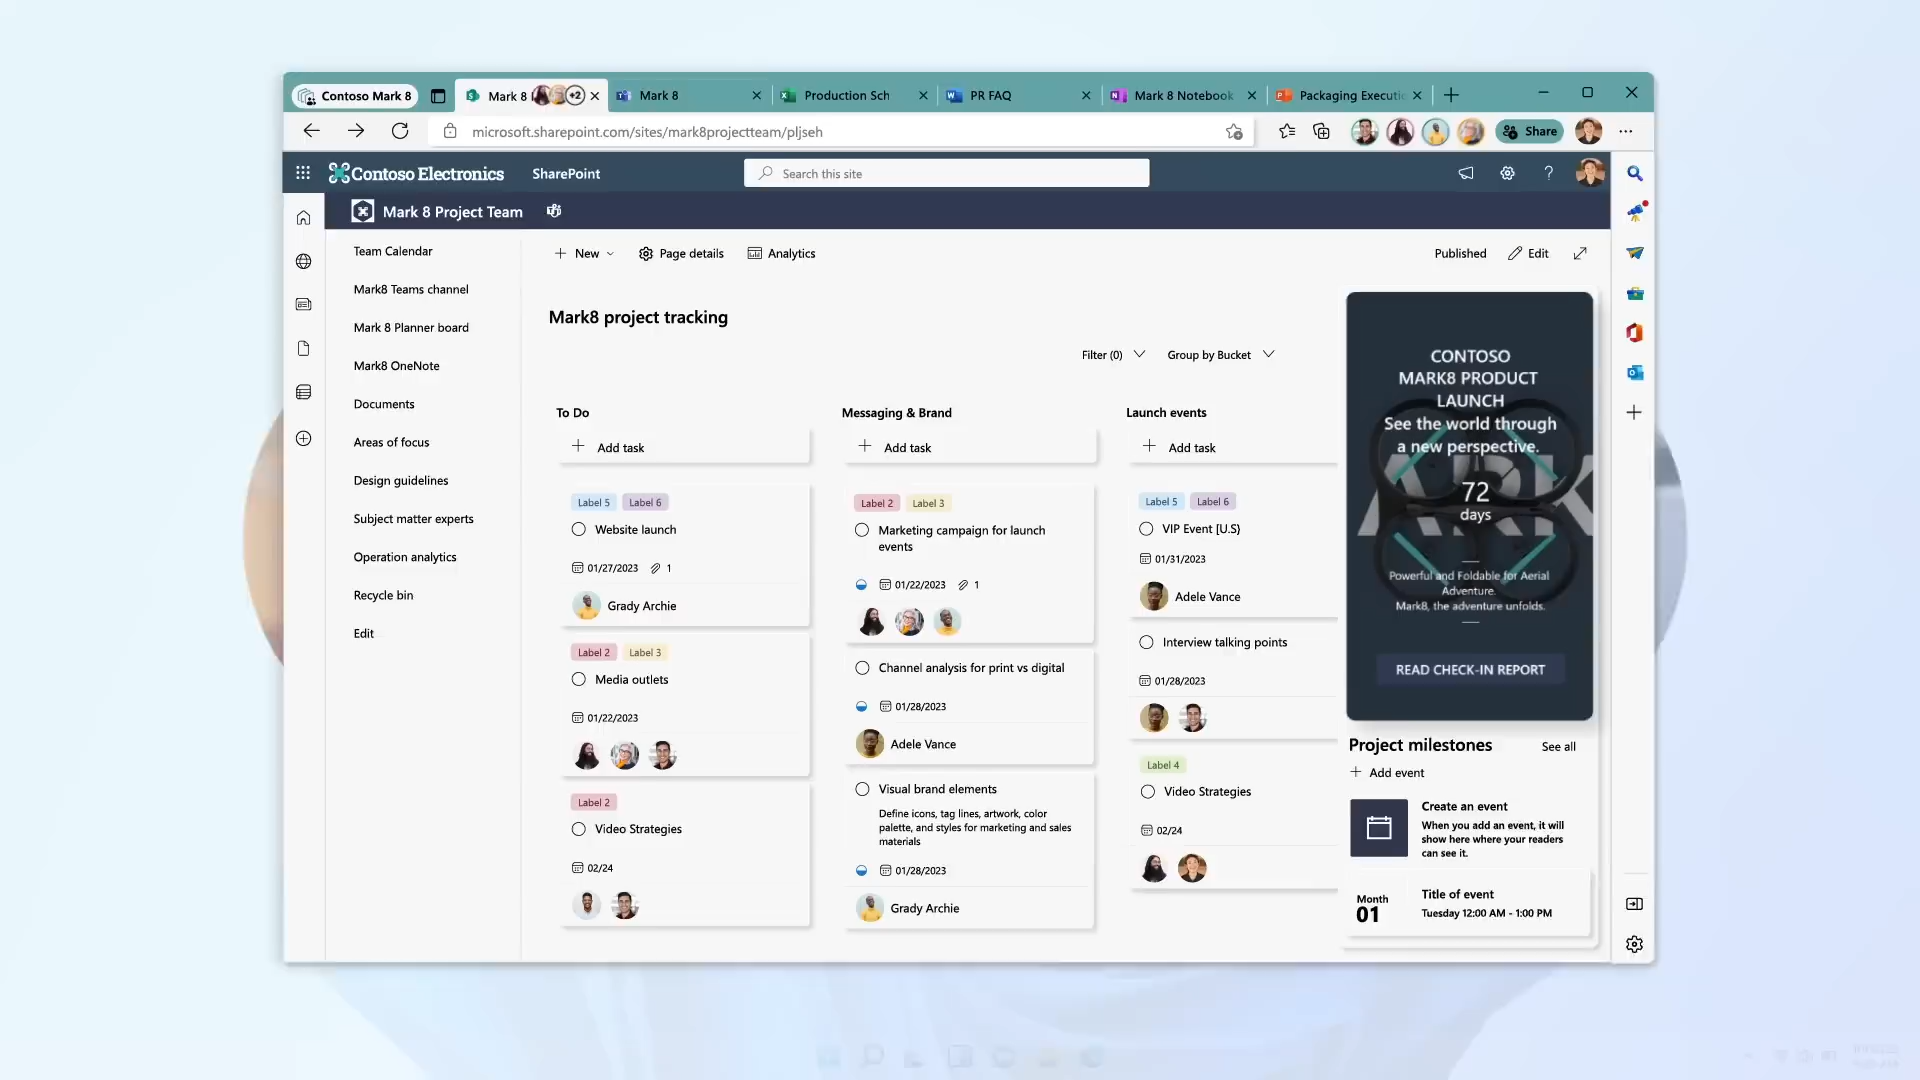 Contoso Mark 8
Mark 8
+2
Mark 8
Production Sch
PR FAQ
Mark 8 Notebook
Packaging Executi
microsoft.sharepoint.com/sites/mark8projectteam/pljseh
Share
Contoso Electronics
SharePoint
Search this site
Mark 8 Project Team
Team Calendar
Mark8 Teams channel
Mark 8 Planner board
Mark8 OneNote
Documents
Areas of focus
Design guidelines
Subject matter experts
Operation analytics
Recycle bin
Edit
New
Page details
Analytics
Published
Edit
Mark8 project tracking
Filter (0)
Group by Bucket
To Do
Add task
Label 5
Label 6
Website launch
01/27/2023
1
Grady Archie
Label 2
Label 3
Media outlets
01/22/2023
Label 2
Video Strategies
02/24
Messaging & Brand
Add task
Label 2
Label 3
Marketing campaign for launch
events
01/22/2023
1
Channel analysis for print vs digital
01/28/2023
Adele Vance
Visual brand elements
Define icons, tag lines, artwork, color
palette, and styles for marketing and sales
materials
01/28/2023
Grady Archie
Launch events
Add task
Label 5
Label 6
VIP Event [U.S)
01/31/2023
Adele Vance
Interview talking points
01/28/2023
Label 4
Video Strategies
02/24
CONTOSO
MARK8 PRODUCT
LAUNCH
See the world through
a new perspective.
ARK
72
days
Powerful and Foldable for Aerial
Adventure.
Mark8, the adventure unfolds.
READ CHECK-IN REPORT
Project milestones
See all
Add event
Create an event
When you add an event, it will
show here where your readers
can see it.
Month
01
Title of event
Tuesday 12:00 AM - 1:00 PM